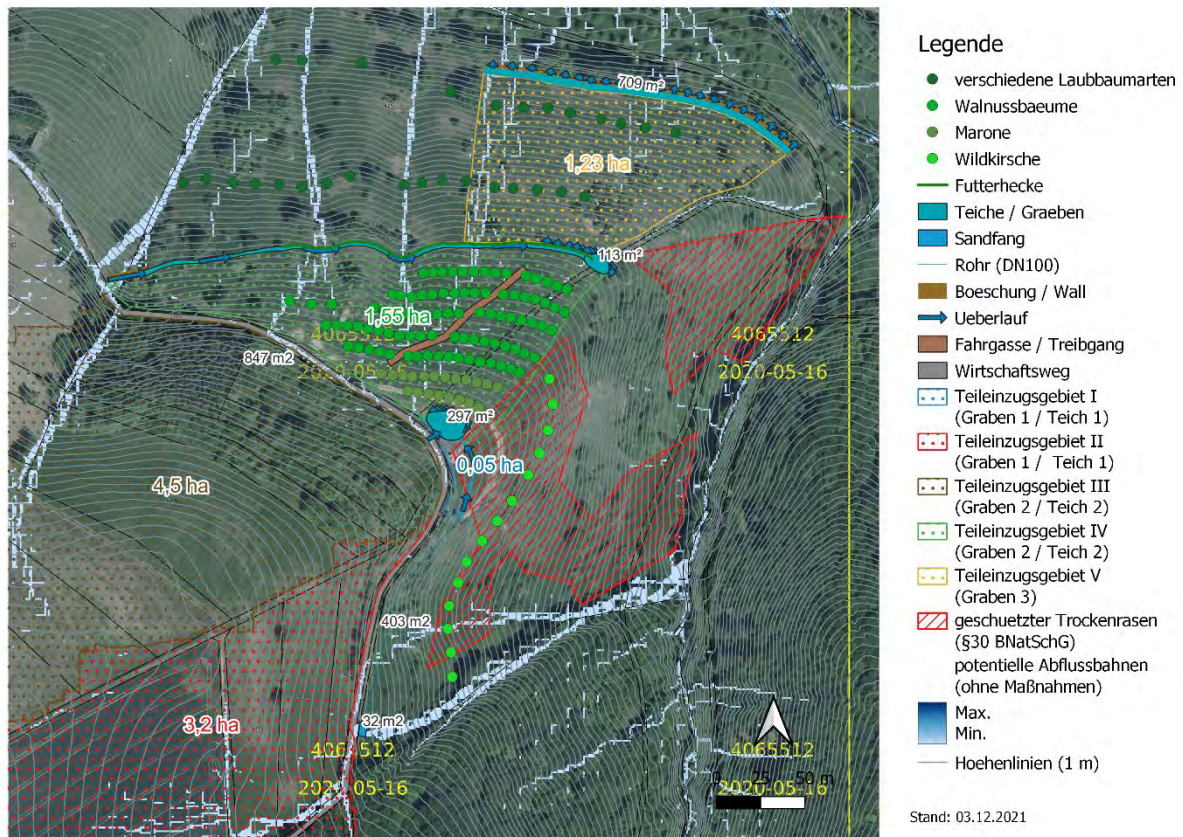 709 m²
1,23 ha
113 m²
1,55 ha
4065512
2020-05-16
4065512
2020-05-16
847 m2
297 m²
0,05 ha
4,5 ha
403 m2
3,2 ha
32 m2
4065512
2020-05-16
4065512
2020-05-16
0 25 50 m
Legende
verschiedene Laubbaumarten
Walnussbaeume
Marone
Wildkirsche
Futterhecke
Teiche / Graeben
Sandfang
Rohr (DN100)
Boeschung / Wall
Ueberlauf
Fahrgasse / Treibgang
Wirtschaftsweg
Teileinzugsgebiet I
(Graben 1 / Teich 1)
Teileinzugsgebiet II
(Graben 1 / Teich 1)
Teileinzugsgebiet III
(Graben 2 / Teich 2)
Teileinzugsgebiet IV
(Graben 2 / Teich 2)
Teileinzugsgebiet V
(Graben 3)
geschuetzter Trockenrasen
(§30 BNatSchG)
potentielle Abflussbahnen
(ohne Maßnahmen)
Max.
Min.
Hoehenlinien (1 m)
Stand: 03.12.2021